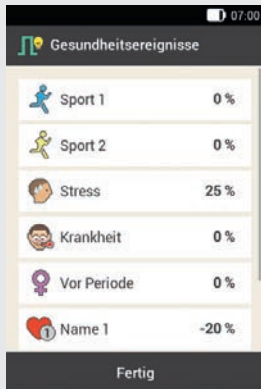 07:00
Gesundheitsereignisse
Sport 1 0 %
Sport 2 0 %
Stress 25 %
Krankheit 0 %
Vor Periode 0 %
1 Name 1 -20 %
Fertig